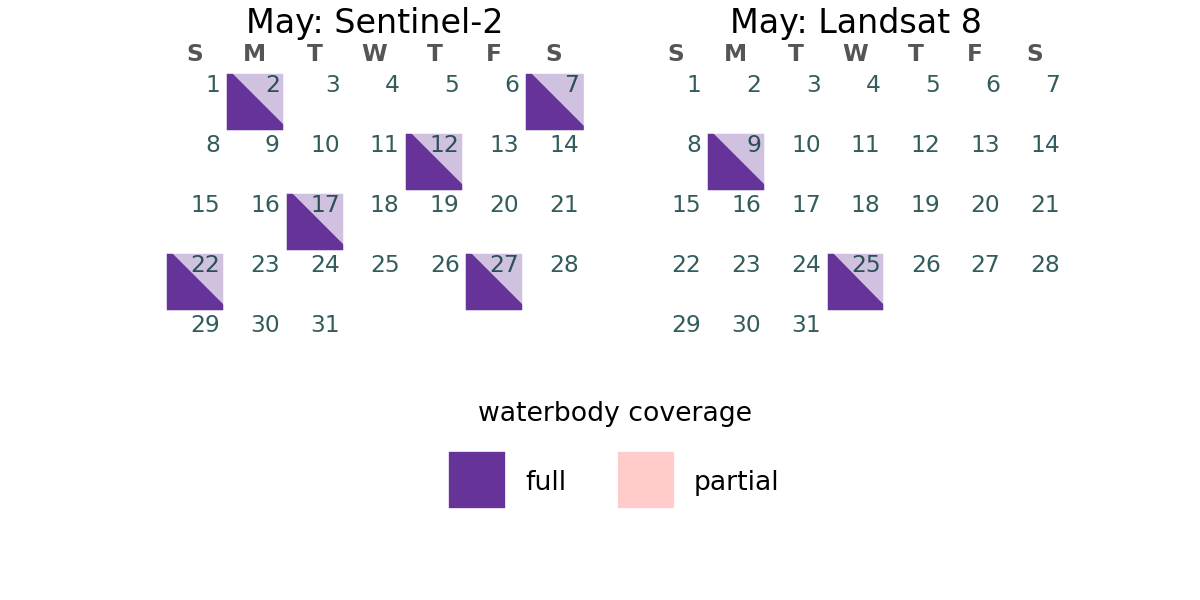 May: Sentinel-2
S M T W T F S
1 2 3 4 5 6 7
8 9 10 11 12 13 14
15 16 17 18 19 20 21
22 23 24 25 26 27 28
29 30 31
May: Landsat 8
S M T W T F S
1 2 3 4 5 6 7
8 9 10 11 12 13 14
15 16 17 18 19 20 21
22 23 24 25 26 27 28
29 30 31
waterbody coverage
full partial